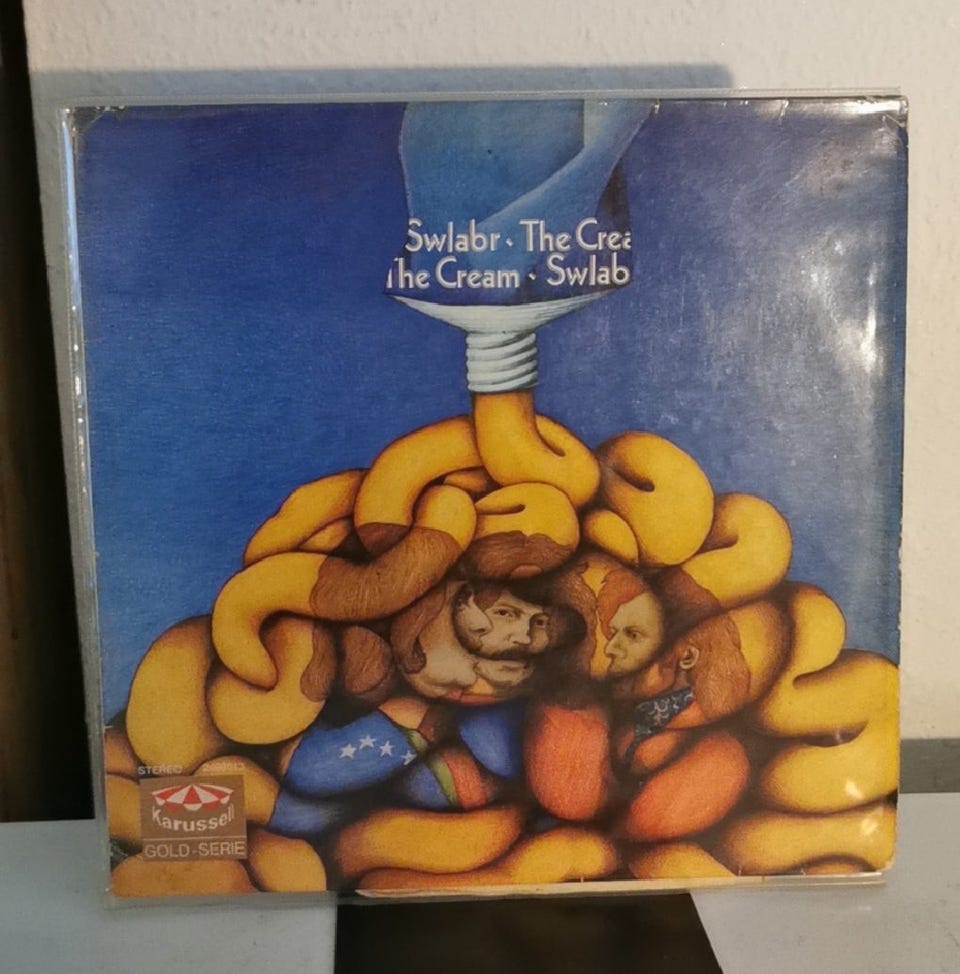 Swlabr · The Crea
The Cream · Swlab
STEREO
Karussell
GOLD-SERIE